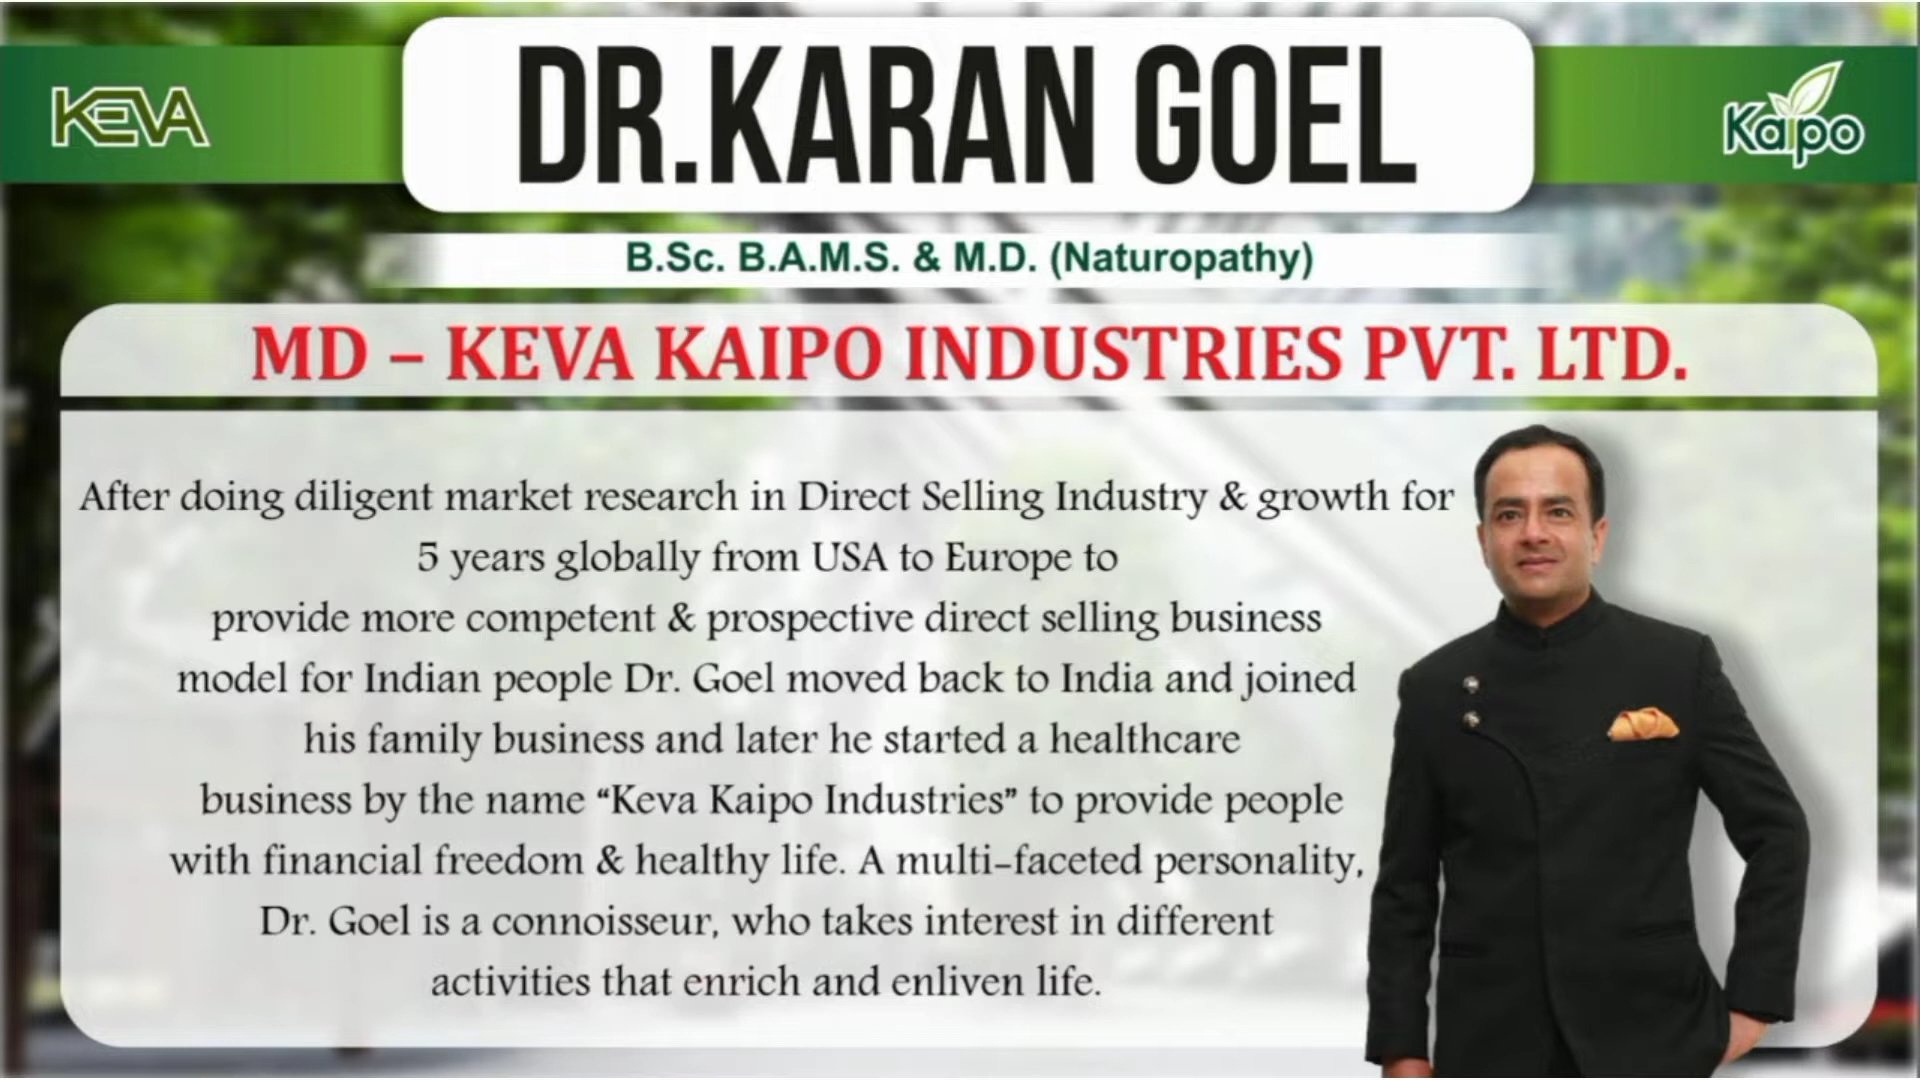 KEVA
DR.KARAN GOEL
Kaipo
B.Sc. B.A.M.S. & M.D. (Naturopathy)
MD – KEVA KAIPO INDUSTRIES PVT. LTD.
After doing diligent market research in Direct Selling Industry & growth for
5 years globally from USA to Europe to
provide more competent & prospective direct selling business
model for Indian people Dr. Goel moved back to India and joined
his family business and later he started a healthcare
business by the name “Keva Kaipo Industries” to provide people
with financial freedom & healthy life. A multi-faceted personality,
Dr. Goel is a connoisseur, who takes interest in different
activities that enrich and enliven life.